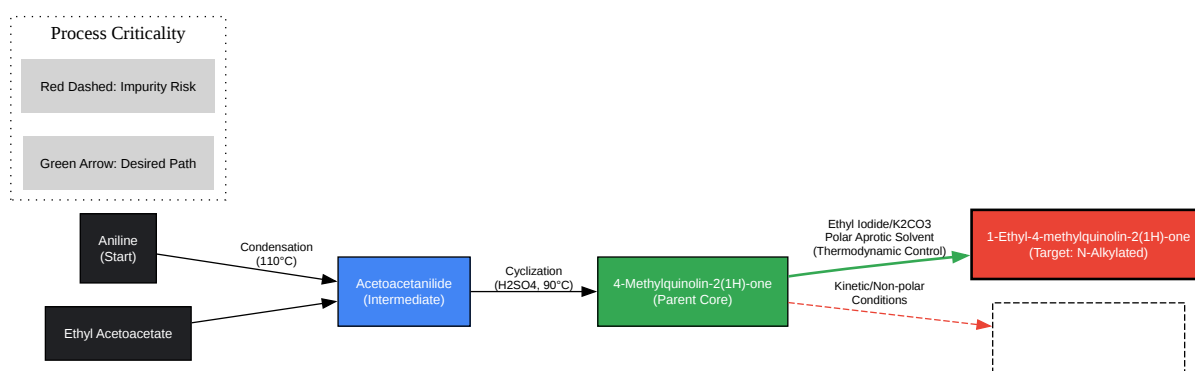 Process Criticality
Red Dashed: Impurity Risk
Green Arrow: Desired Path
Aniline
(Start)
Ethyl Acetoacetate
Condensation
(110°C)
Acetoacetanilide
(Intermediate)
Cyclization
(H2SO4, 90°C)
4-Methylquinolin-2(1H)-one
(Parent Core)
Ethyl Iodide/K2CO3
Polar Aprotic Solvent
(Thermodynamic Control)
Kinetic/Non-polar
Conditions
1-Ethyl-4-methylquinolin-2(1H)-one
(Target: N-Alkylated)